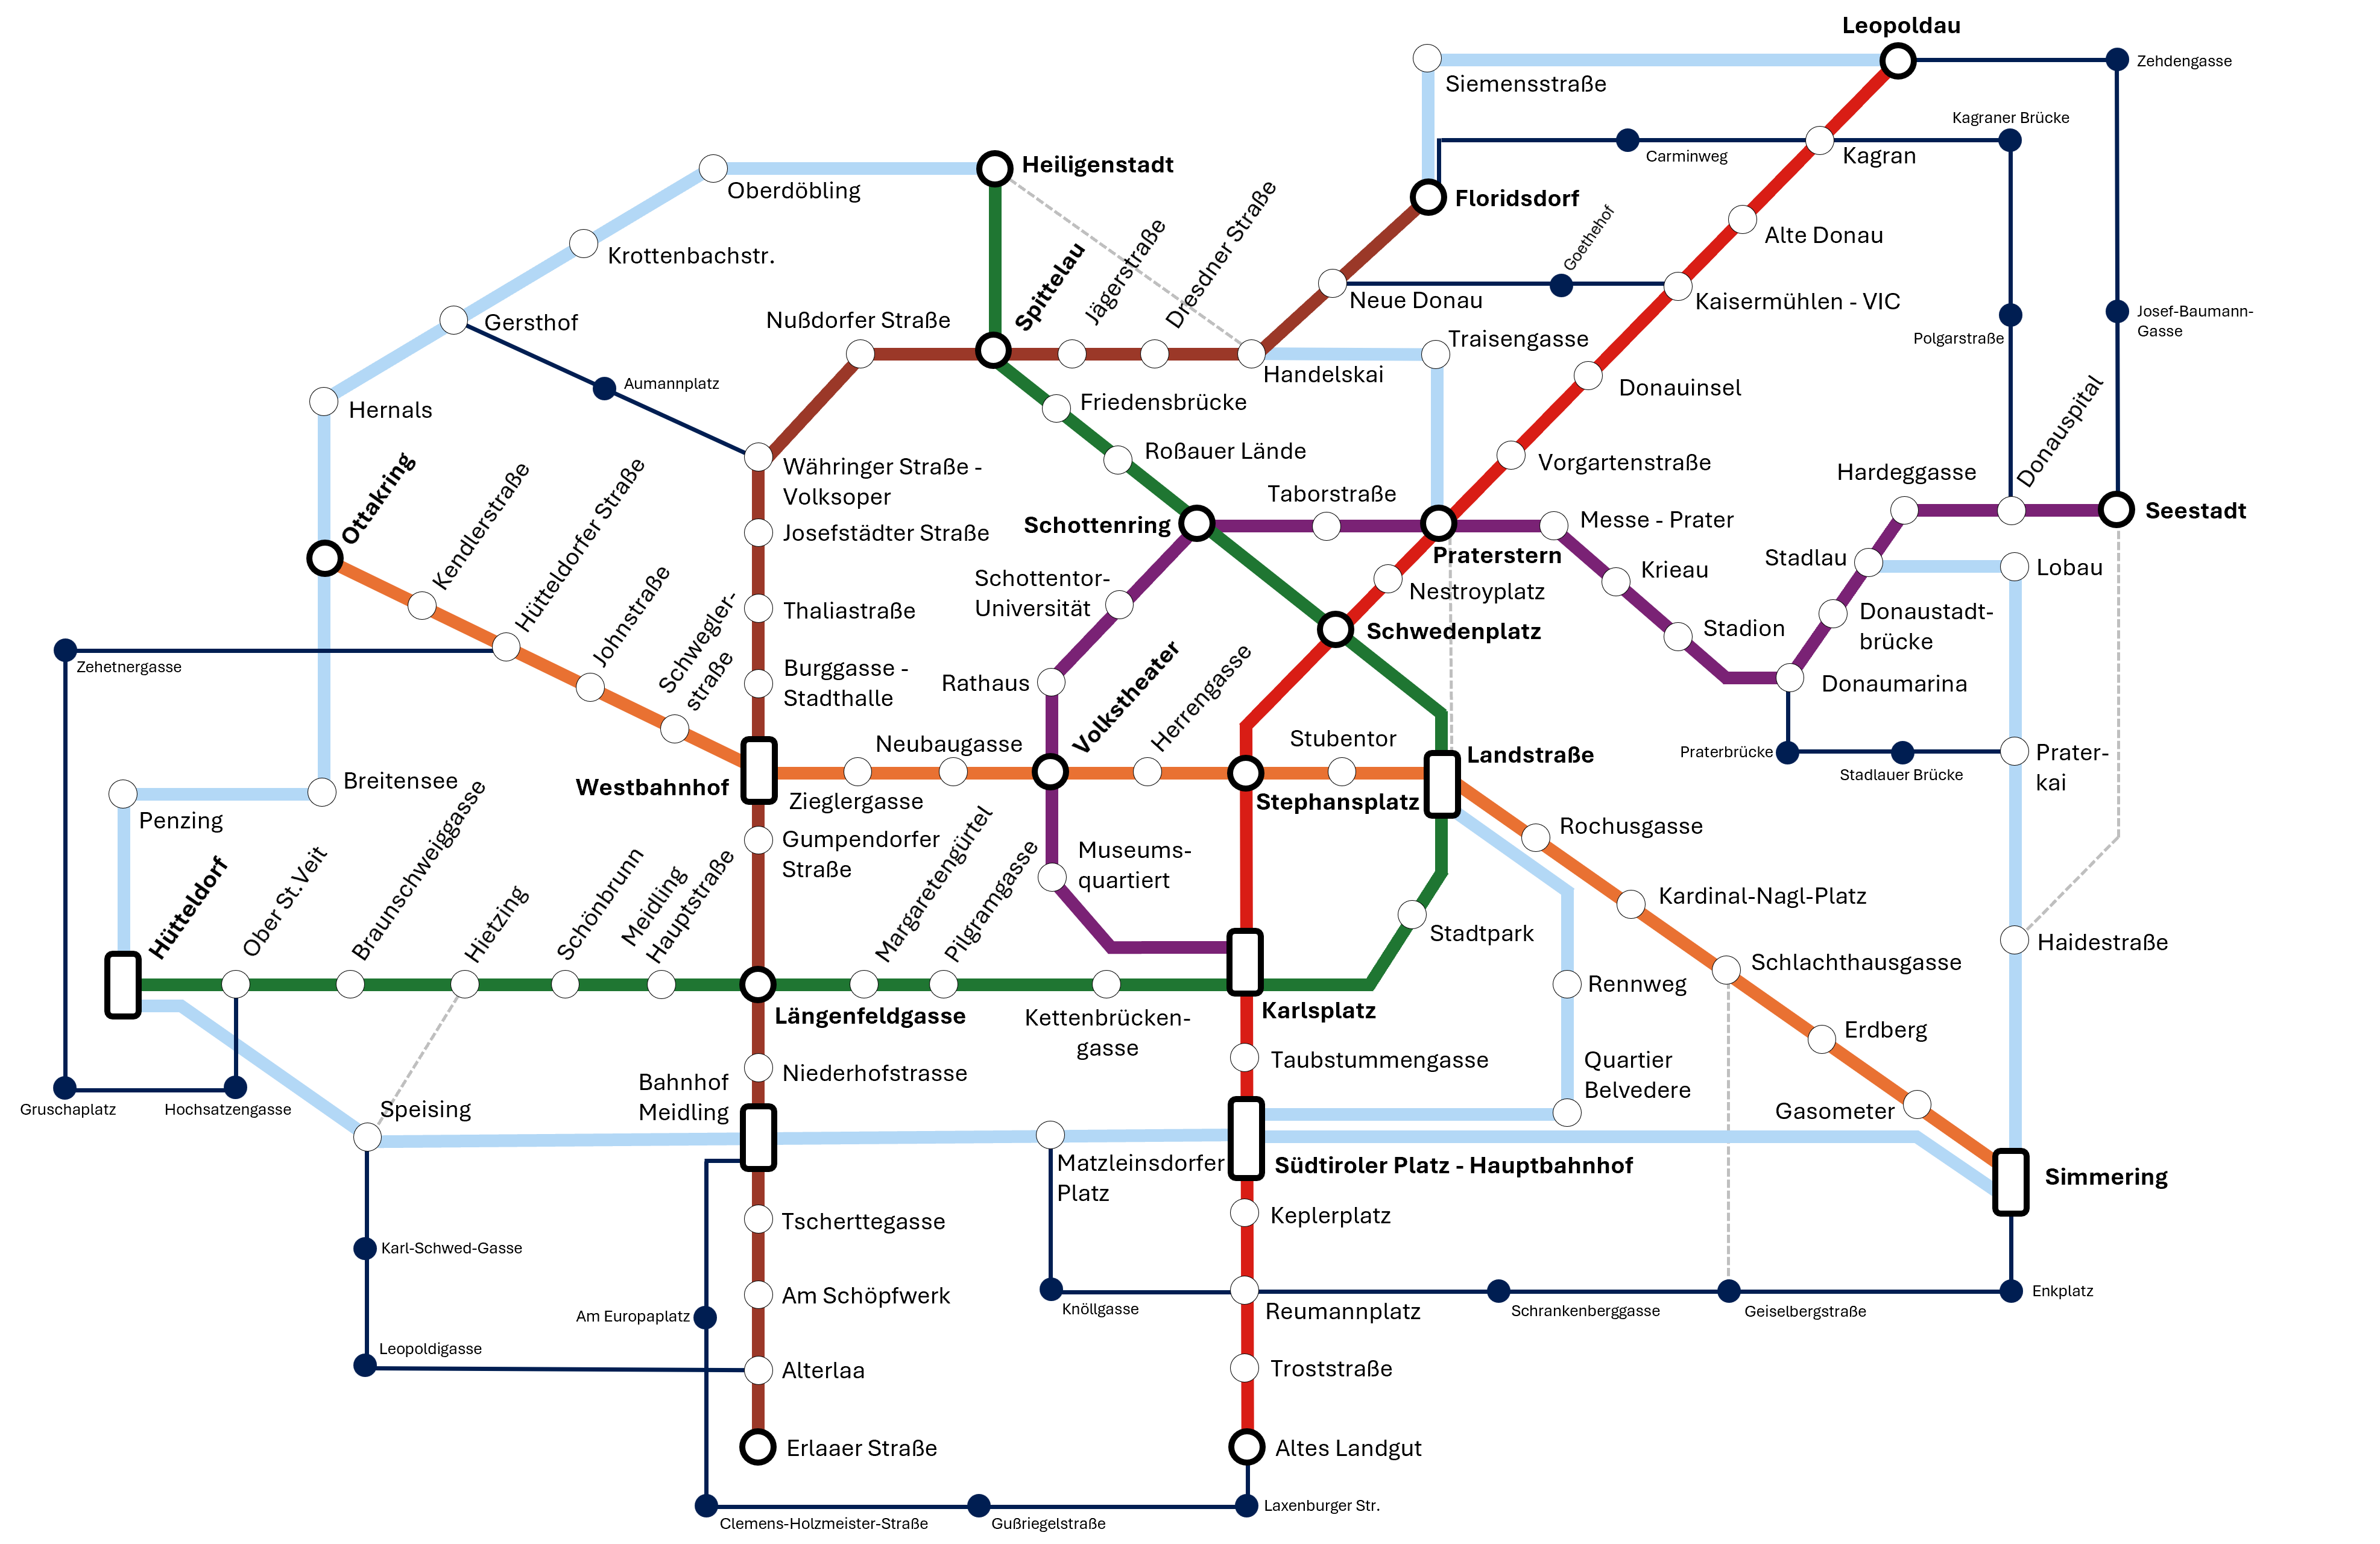 Leopoldau
Zehdengasse
Siemensstraße
Kagraner Brücke
Carminweg
Kagran
Heiligenstadt
Oberdöbling
Floridsdorf
Alte Donau
Goethehof
Krottenbachstr.
Spittelau
Jägerstraße
Dresdner Straße
Neue Donau
Kaisermühlen - VIC
Josef-Baumann-
Gasse
Polgarstraße
Gersthof
Nußdorfer Straße
Traisengasse
Handelskai
Aumannplatz
Donauinsel
Hernals
Friedensbrücke
Roßauer Lände
Vorgartenstraße
Währinger Straße -
Volksoper
Hardeggasse
Donauspital
Taborstraße
Ottakring
Kendlerstraße
Hütteldorfer Straße
Josefstädter Straße
Schottenring
Praterstern
Messe - Prater
Seestadt
Stadlau
Lobau
Krieau
Schottentor-
Universität
Nestroyplatz
Johnstraße
Schwegler-
straße
Thaliastraße
Donaustadt-
brücke
Stadion
Schwedenplatz
Zehetnergasse
Burggasse -
Stadthalle
Rathaus
Volkstheater
Herrengasse
Donaumarina
Neubaugasse
Stubentor
Landstraße
Praterbrücke
Stadlauer Brücke
Prater-
kai
Westbahnhof
Zieglergasse
Stephansplatz
Breitensee
Penzing
Rochusgasse
Gumpendorfer
Straße
Museums-
quartiert
Kardinal-Nagl-Platz
Hütteldorf
Ober St.Veit
Braunschweiggasse
Hietzing
Schönbrunn
Meidling
Hauptstraße
Margaretengürtel
Pilgramgasse
Stadtpark
Haidestraße
Schlachthausgasse
Rennweg
Längenfeldgasse
Kettenbrücken-
gasse
Karlsplatz
Erdberg
Taubstummengasse
Niederhofstrasse
Quartier
Belvedere
Bahnhof
Meidling
Gruschaplatz
Hochsatzengasse
Speising
Gasometer
Matzleinsdorfer
Platz
Südtiroler Platz - Hauptbahnhof
Simmering
Tscherttegasse
Keplerplatz
Karl-Schwed-Gasse
Am Schöpfwerk
Am Europaplatz
Knöllgasse
Reumannplatz
Schrankenberggasse
Geiselbergstraße
Enkplatz
Leopoldigasse
Alterlaa
Troststraße
Erlaaer Straße
Altes Landgut
Clemens-Holzmeister-Straße
Gußriegelstraße
Laxenburger Str.